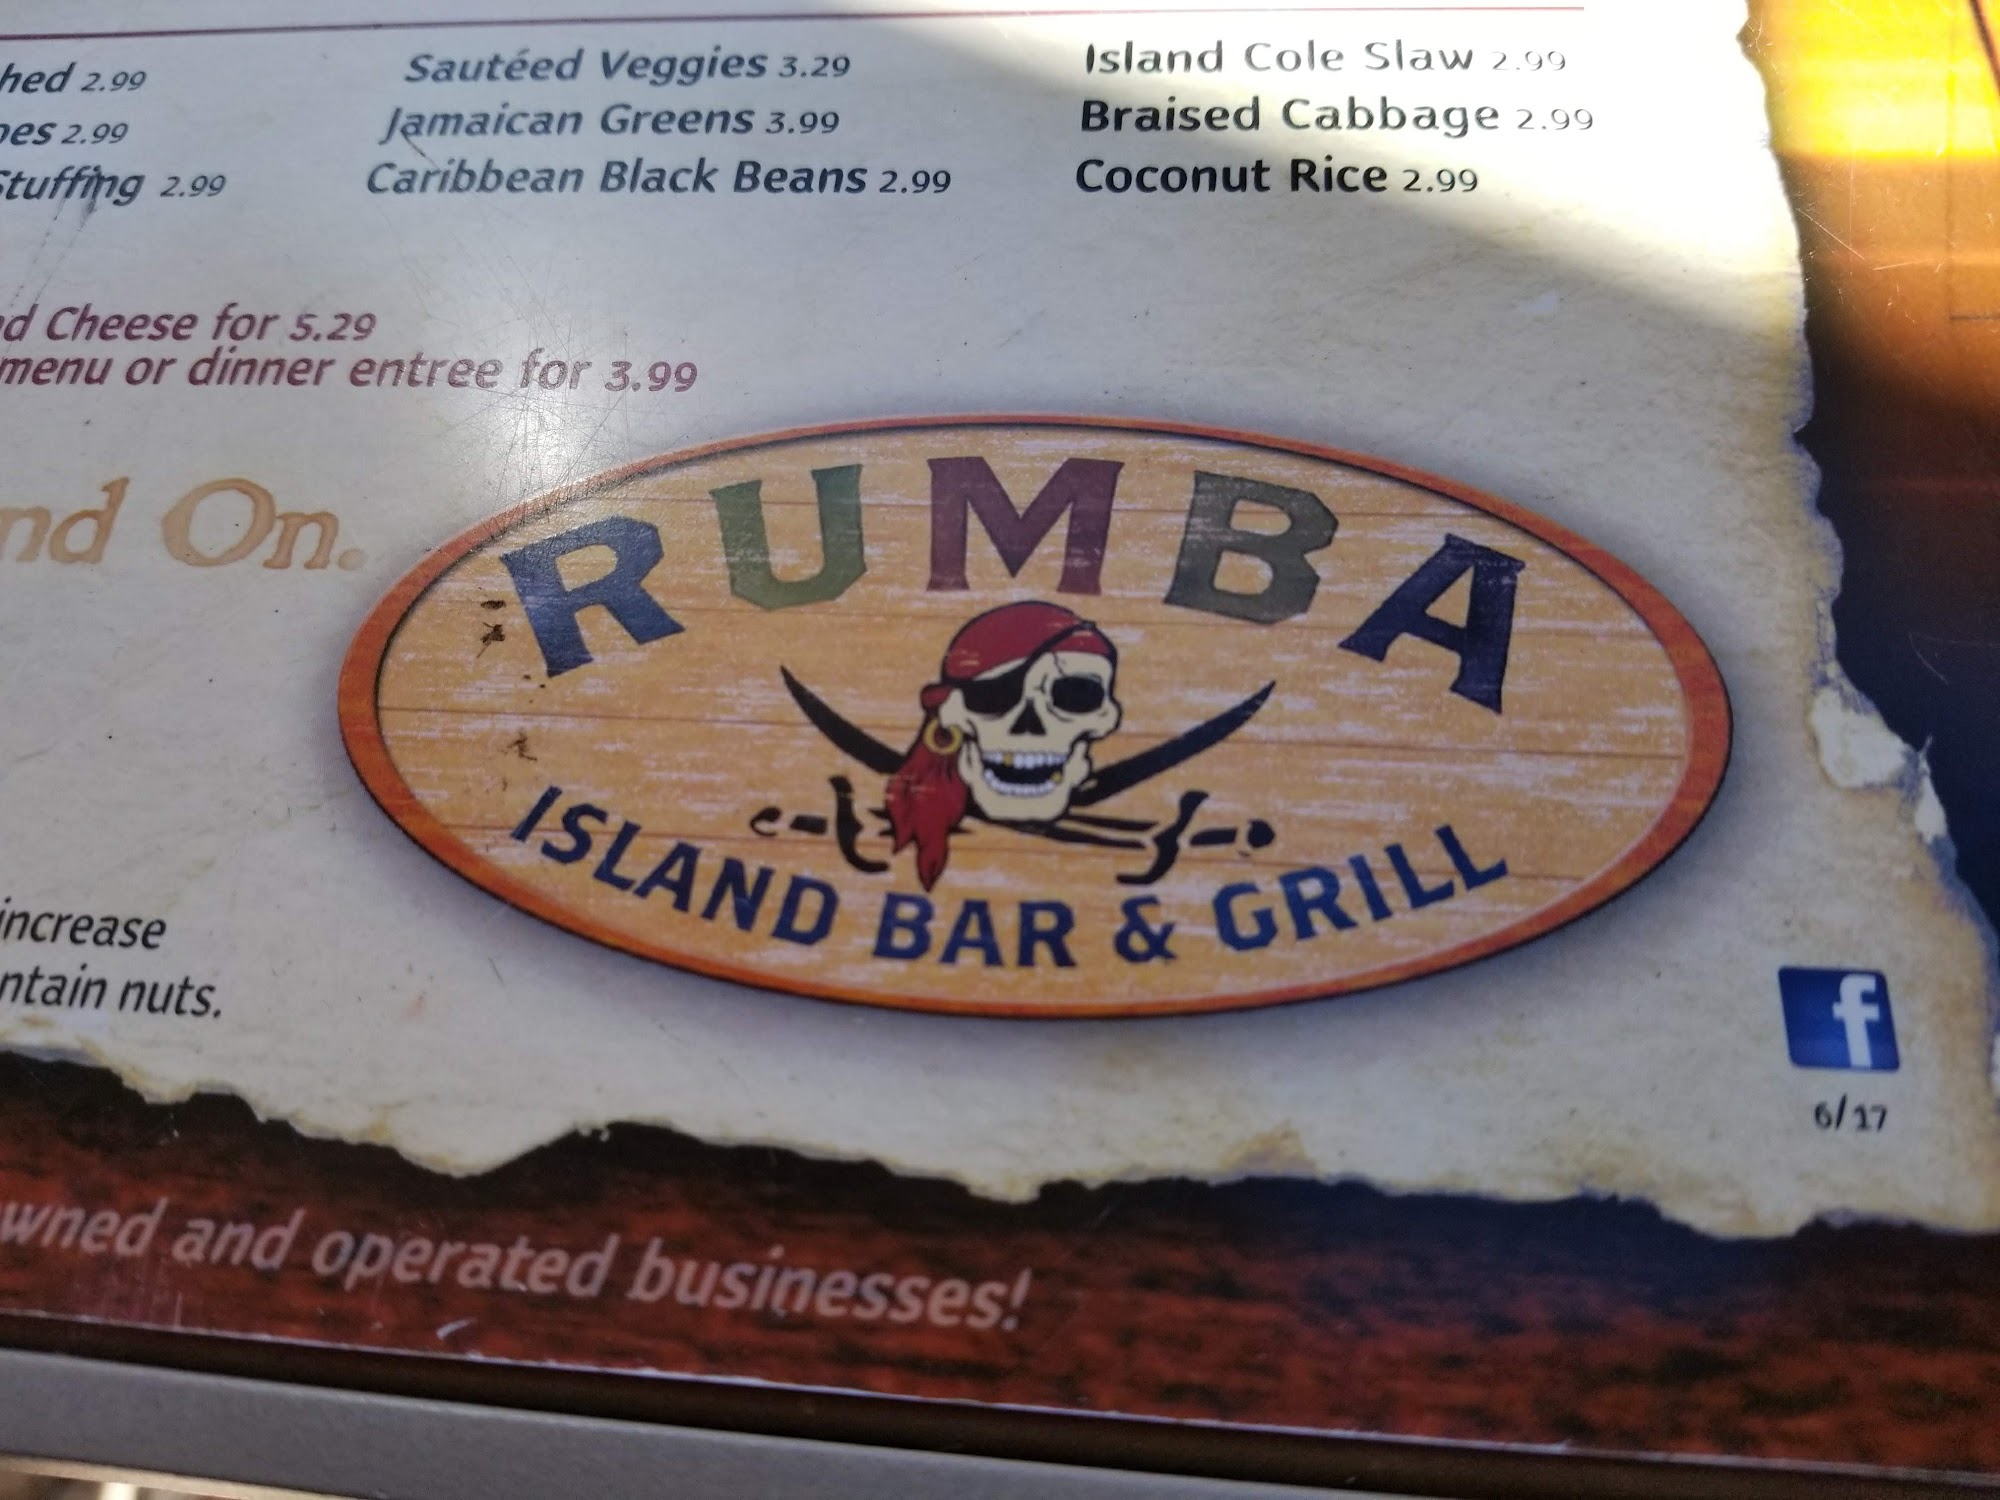 hed 2.99 Sautéed Veggies 3.29 Island Cole Slaw 2.99
oes 2.99 Jamaican Greens 3.99 Braised Cabbage 2.99
Stuffing 2.99 Caribbean Black Beans 2.99 Coconut Rice 2.99
d Cheese for 5.29
menu or dinner entree for 3.99
nd On.
RUMBA
ISLAND BAR & GRILL
increase
ntain nuts.
f
6/17
wned and operated businesses!